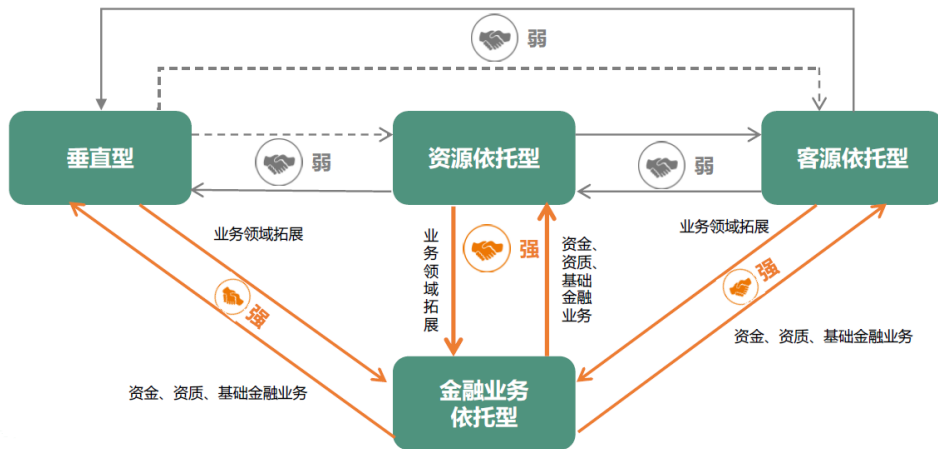 弱
垂直型
弱
资源依托型
弱
客源依托型
业务领域拓展
强
资金、资质、基础金融业务
业务领域拓展
强
资金、
资质、
基础
金融
业务
业务领域拓展
强
资金、资质、基础金融业务
金融业务
依托型